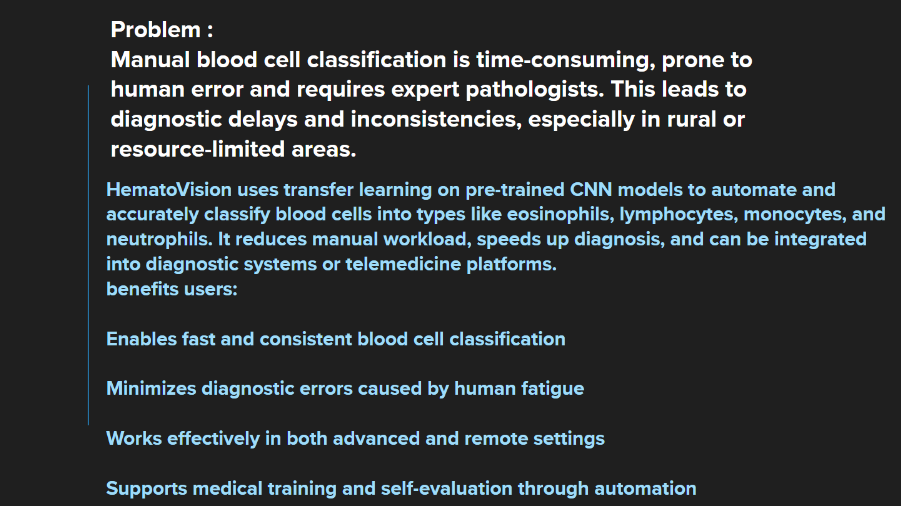 Problem :
Manual blood cell classification is time-consuming, prone to
human error and requires expert pathologists. This leads to
diagnostic delays and inconsistencies, especially in rural or
resource-limited areas.
HematoVision uses transfer learning on pre-trained CNN models to automate and
accurately classify blood cells into types like eosinophils, lymphocytes, monocytes, and
neutrophils. It reduces manual workload, speeds up diagnosis, and can be integrated
into diagnostic systems or telemedicine platforms.
benefits users:
Enables fast and consistent blood cell classification
Minimizes diagnostic errors caused by human fatigue
Works effectively in both advanced and remote settings
Supports medical training and self-evaluation through automation